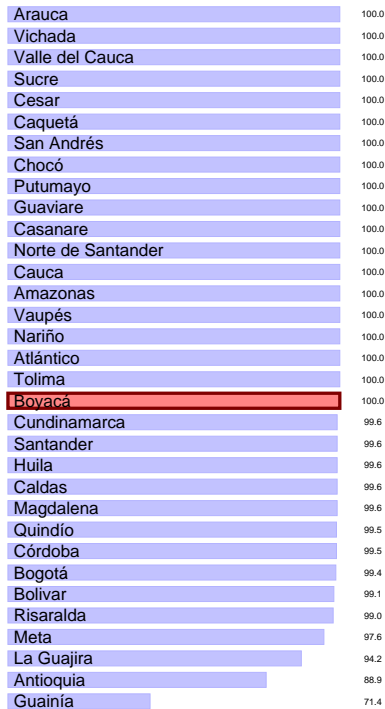 Arauca 100.0
Vichada 100.0
Valle del Cauca 100.0
Sucre 100.0
Cesar 100.0
Caquetá 100.0
San Andrés 100.0
Chocó 100.0
Putumayo 100.0
Guaviare 100.0
Casanare 100.0
Norte de Santander 100.0
Cauca 100.0
Amazonas 100.0
Vaupés 100.0
Nariño 100.0
Atlántico 100.0
Tolima 100.0
Boyacá 100.0
Cundinamarca 99.6
Santander 99.6
Huila 99.6
Caldas 99.6
Magdalena 99.6
Quindío 99.5
Córdoba 99.5
Bogotá 99.4
Bolivar 99.1
Risaralda 99.0
Meta 97.6
La Guajira 94.2
Antioquia 88.9
Guainía 71.4